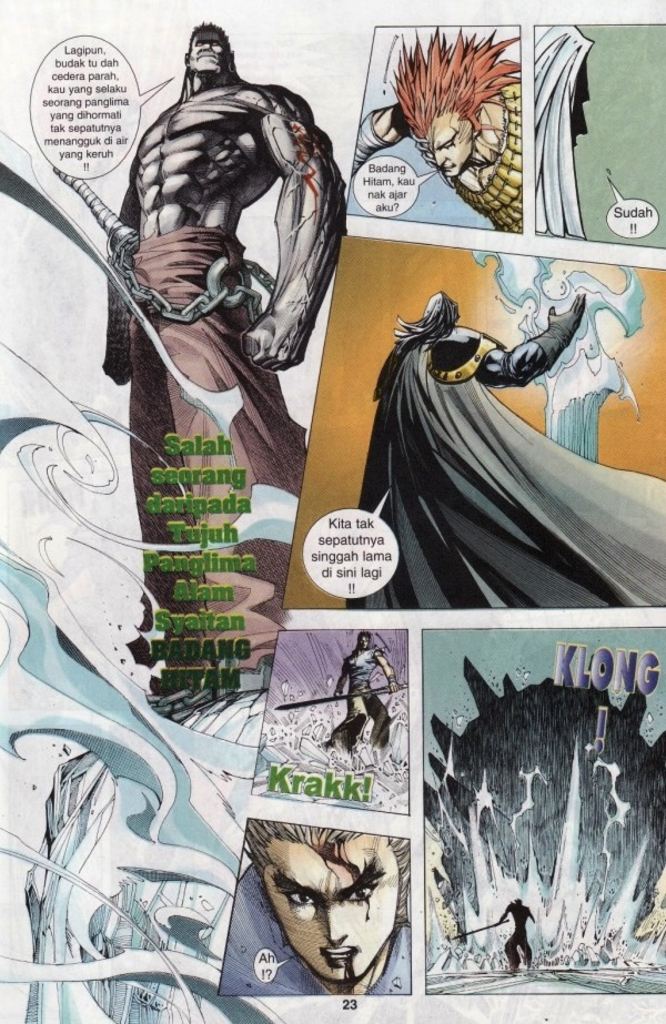 Lagipun,
budak tu dah
cedera parah,
kau yang selaku
seorang panglima
yang dihormati
tak sepatutnya
menangguk di air
yang keruh
!!
Badang
Hitam, kau
nak ajar
aku?
Sudah
!!
Salah
seorang
daripada
Tujuh
Panglima
Alam
Syaitan
BADANG
HITAM
Kita tak
sepatutnya
singgah lama
di sini lagi
!!
Krakk!
KLONG
!
Ah
!?
23